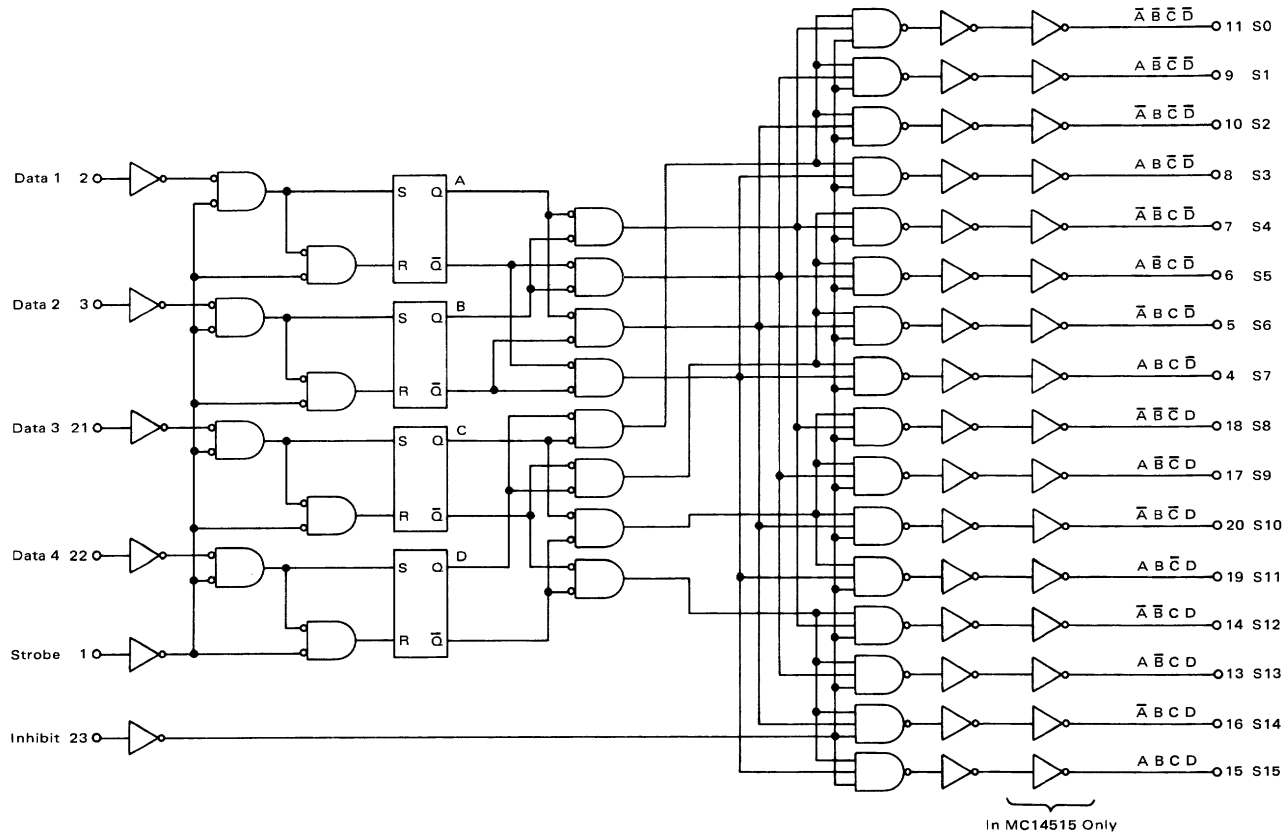 A̅ B̅ C̅ D̅ 11 S0
A B̅ C̅ D̅ 9 S1
A̅ B C̅ D̅ 10 S2
A B C̅ D̅ 8 S3
A̅ B̅ C D̅ 7 S4
A B̅ C D̅ 6 S5
A̅ B C D̅ 5 S6
A B C D̅ 4 S7
A̅ B̅ C̅ D 18 S8
A B̅ C̅ D 17 S9
A̅ B C̅ D 20 S10
A B C̅ D 19 S11
A̅ B̅ C D 14 S12
A B̅ C D 13 S13
A̅ B C D 16 S14
A B C D 15 S15
Data 1 2
S Q A
R Q̅
Data 2 3
S Q B
R Q̅
Data 3 21
S Q C
R Q̅
Data 4 22
S Q D
R Q̅
Strobe 1
Inhibit 23
In MC14515 Only